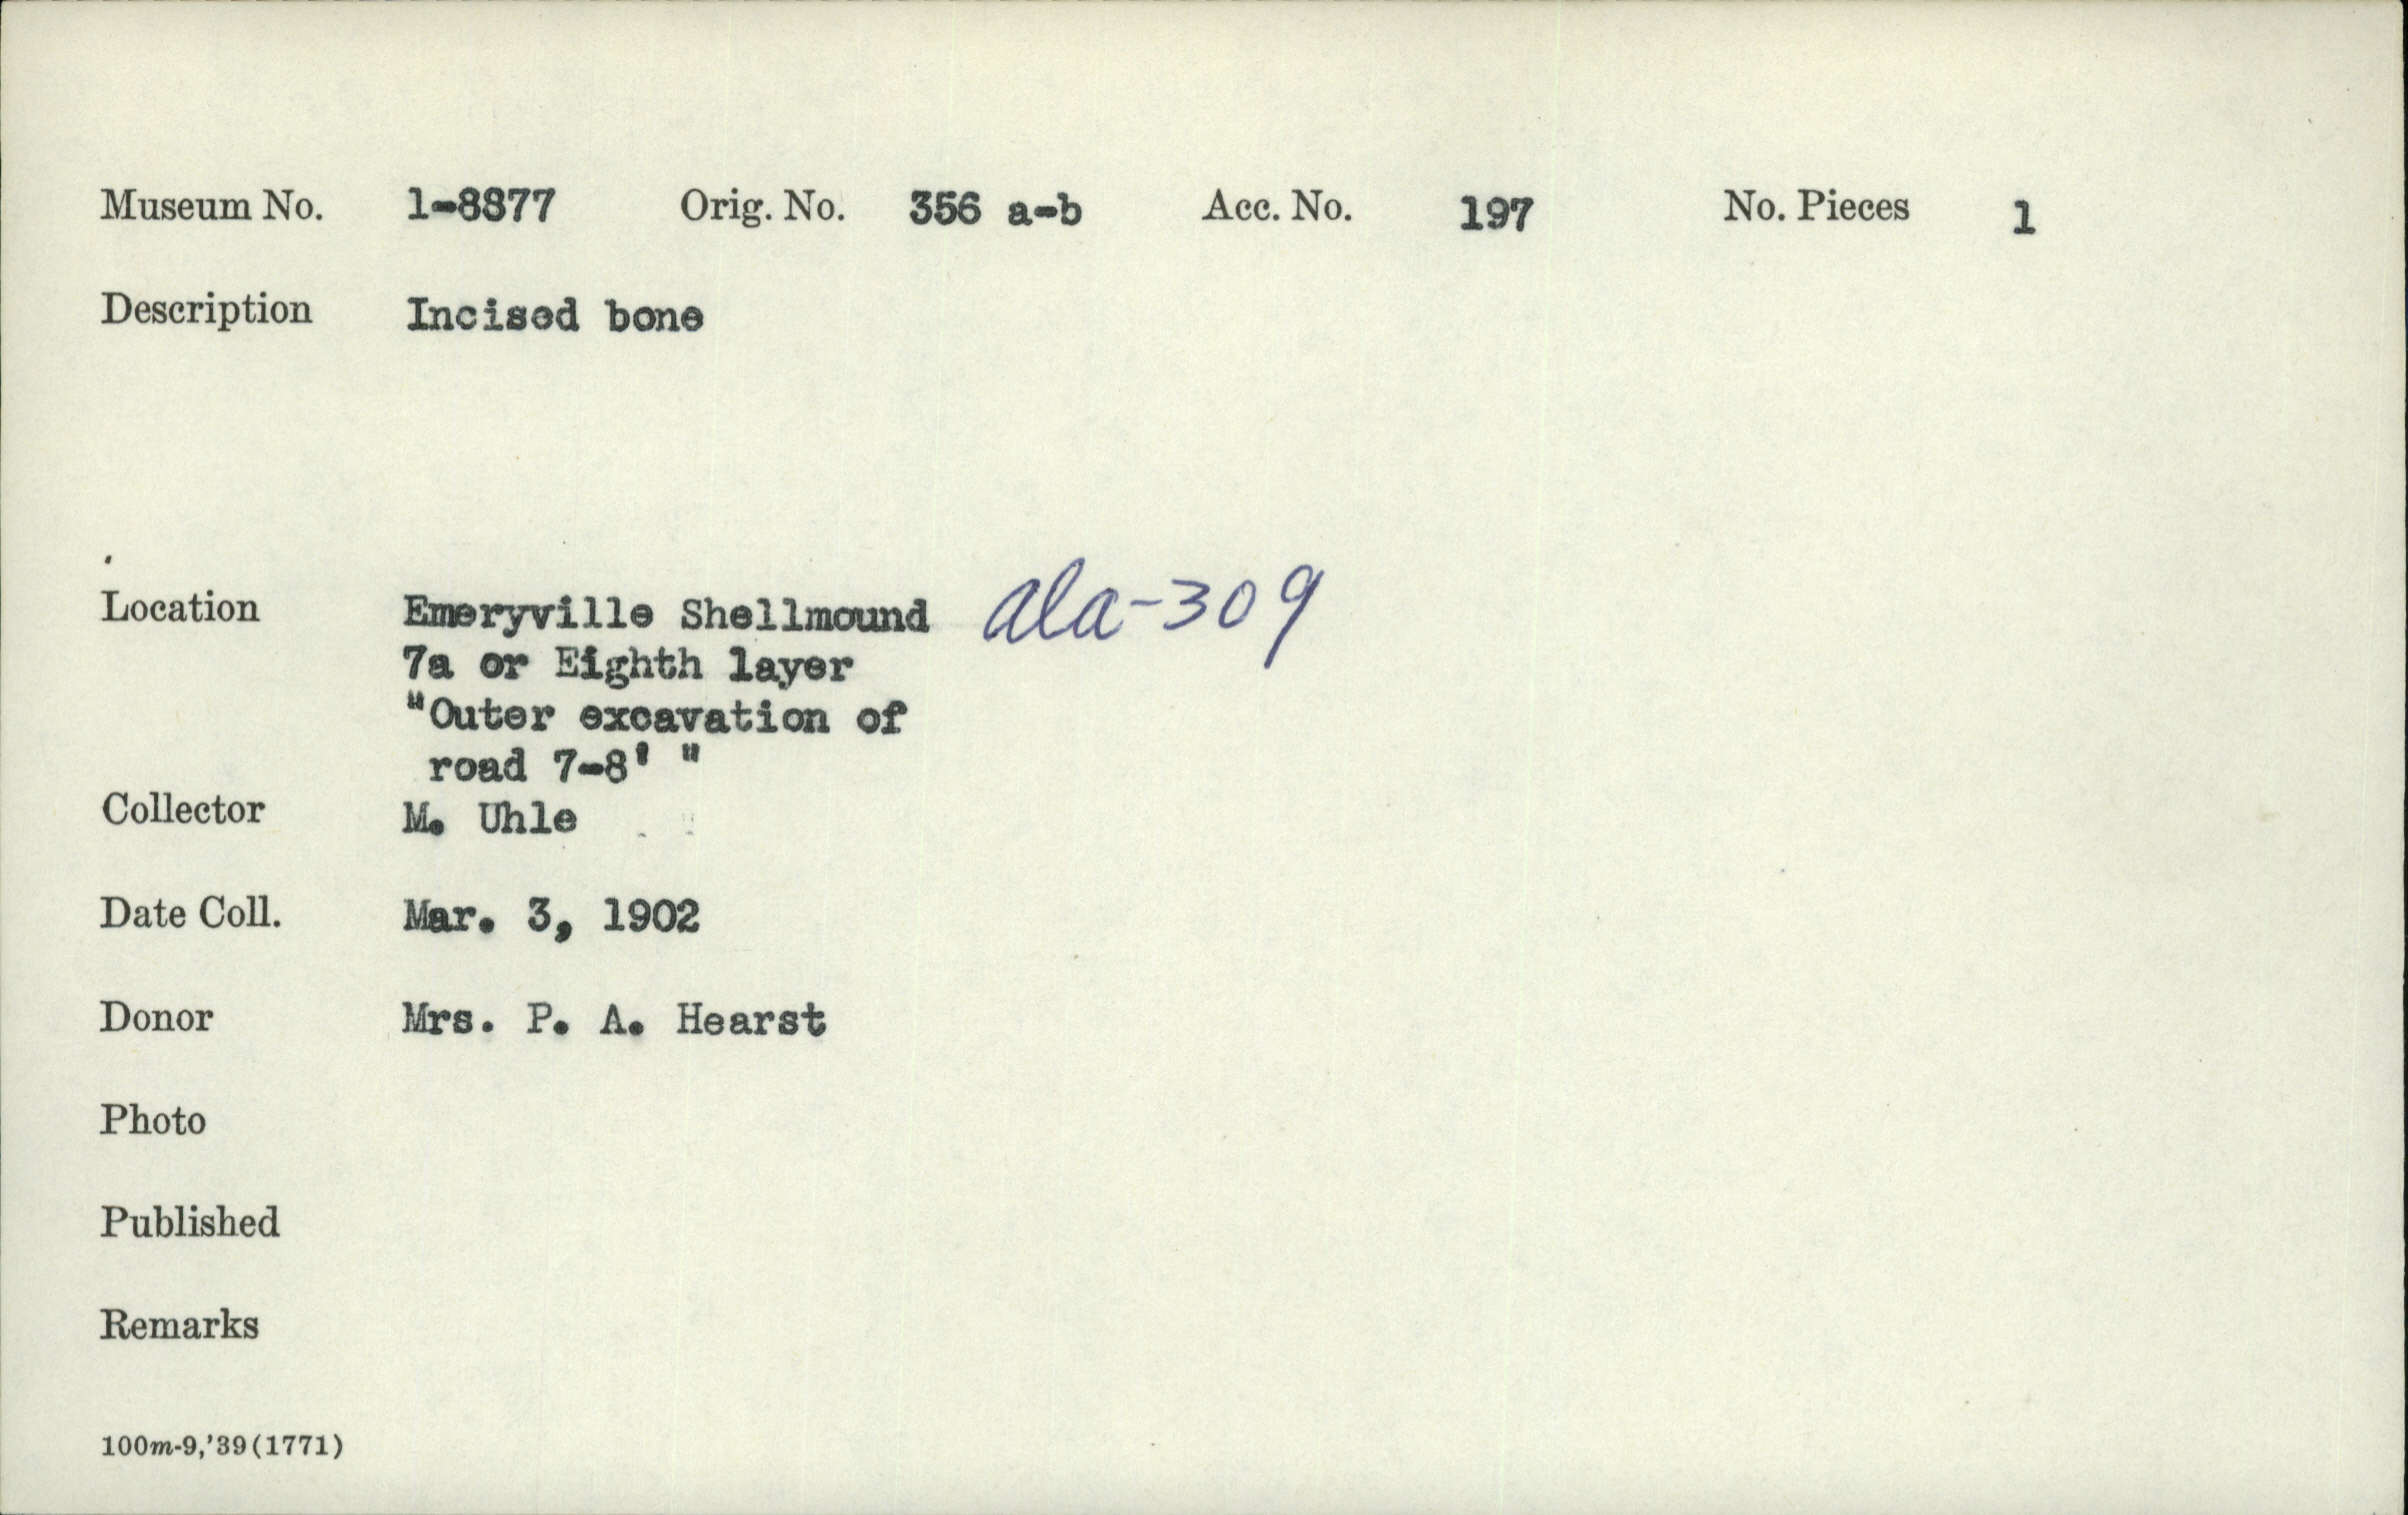 Museum No. 1-8877 Orig. No. 356 a-b Acc. No. 197 No. Pieces 1
Description Incised bone
Location Emeryville Shellmound ala-309
7a or Eighth layer
"Outer excavation of
road 7-8' "
Collector M. Uhle
Date Coll. Mar. 3, 1902
Donor Mrs. P. A. Hearst
Photo
Published
Remarks
100m-9,'39(1771)